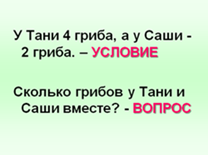 У Тани 4 гриба, а у Саши -
2 гриба. – УСЛОВИЕ
Сколько грибов у Тани и
Саши вместе? - ВОПРОС